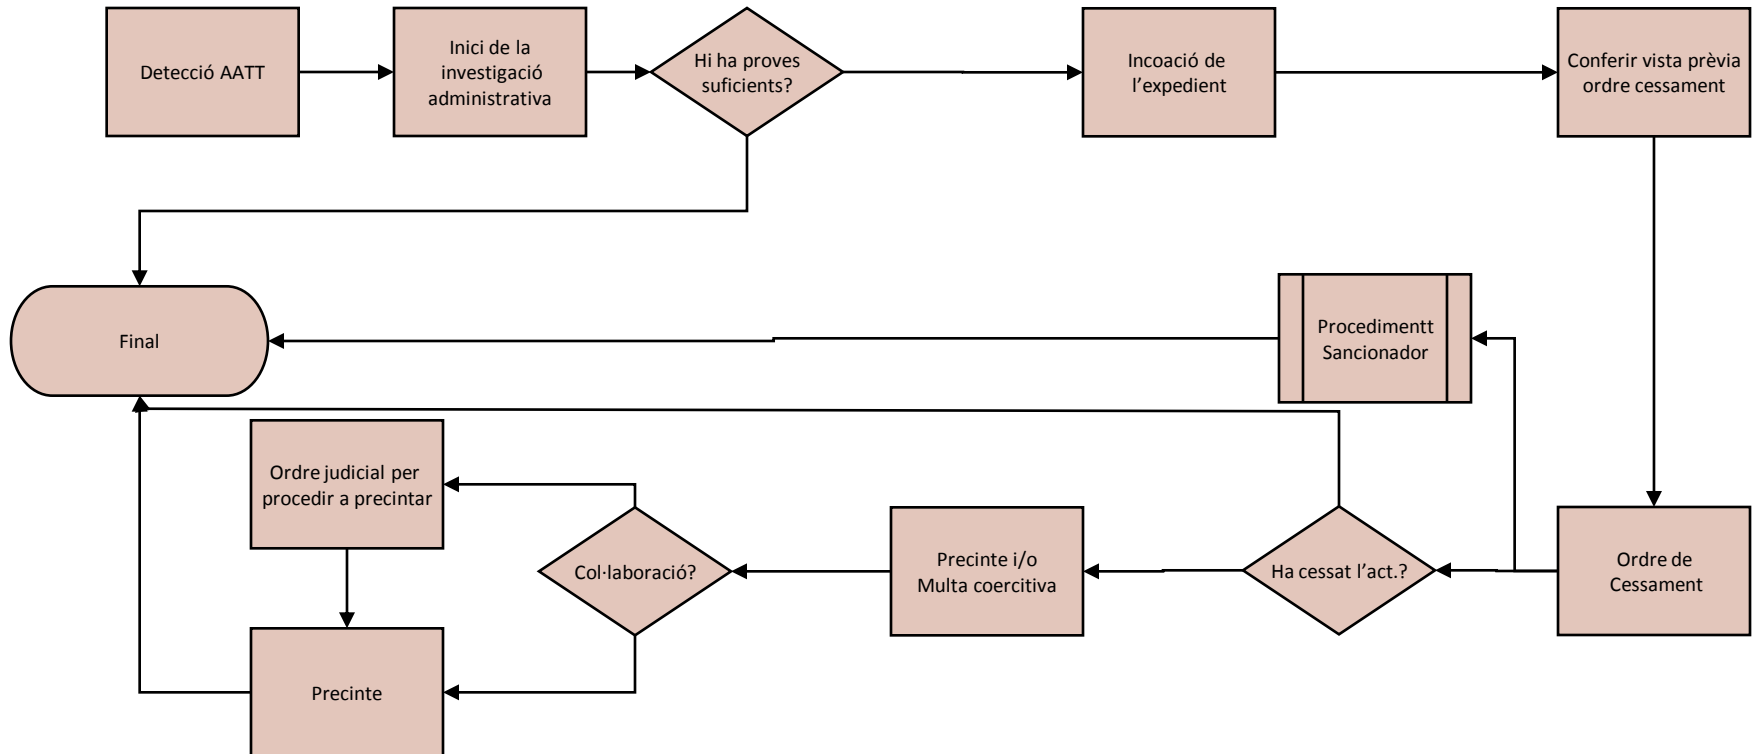 Detecció AATT
Inici de la
investigació
administrativa
Hi ha proves
suficients?
Incoació de
l’expedient
Conferir vista prèvia
ordre cessament
Final
Procedimentt
Sancionador
Ordre judicial per
procedir a precintar
Col·laboració?
Precinte i/o
Multa coercitiva
Ha cessat l’act.?
Ordre de
Cessament
Precinte